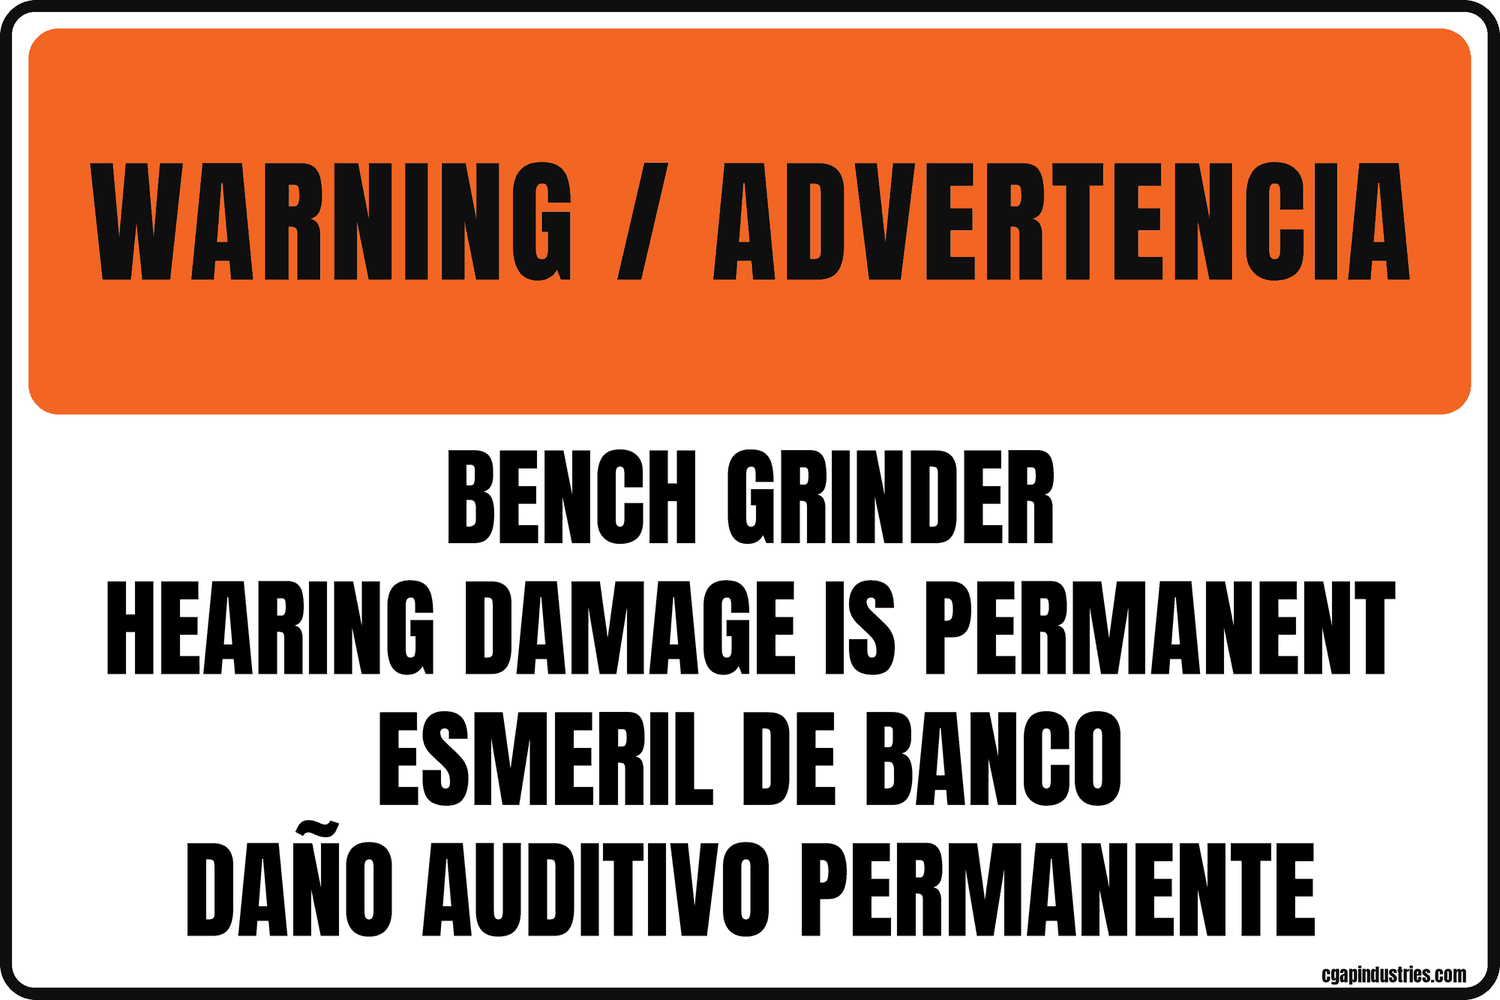 WARNING / ADVERTENCIA
BENCH GRINDER
HEARING DAMAGE IS PERMANENT
ESMERIL DE BANCO
DAÑO AUDITIVO PERMANENTE
cgapindustries.com